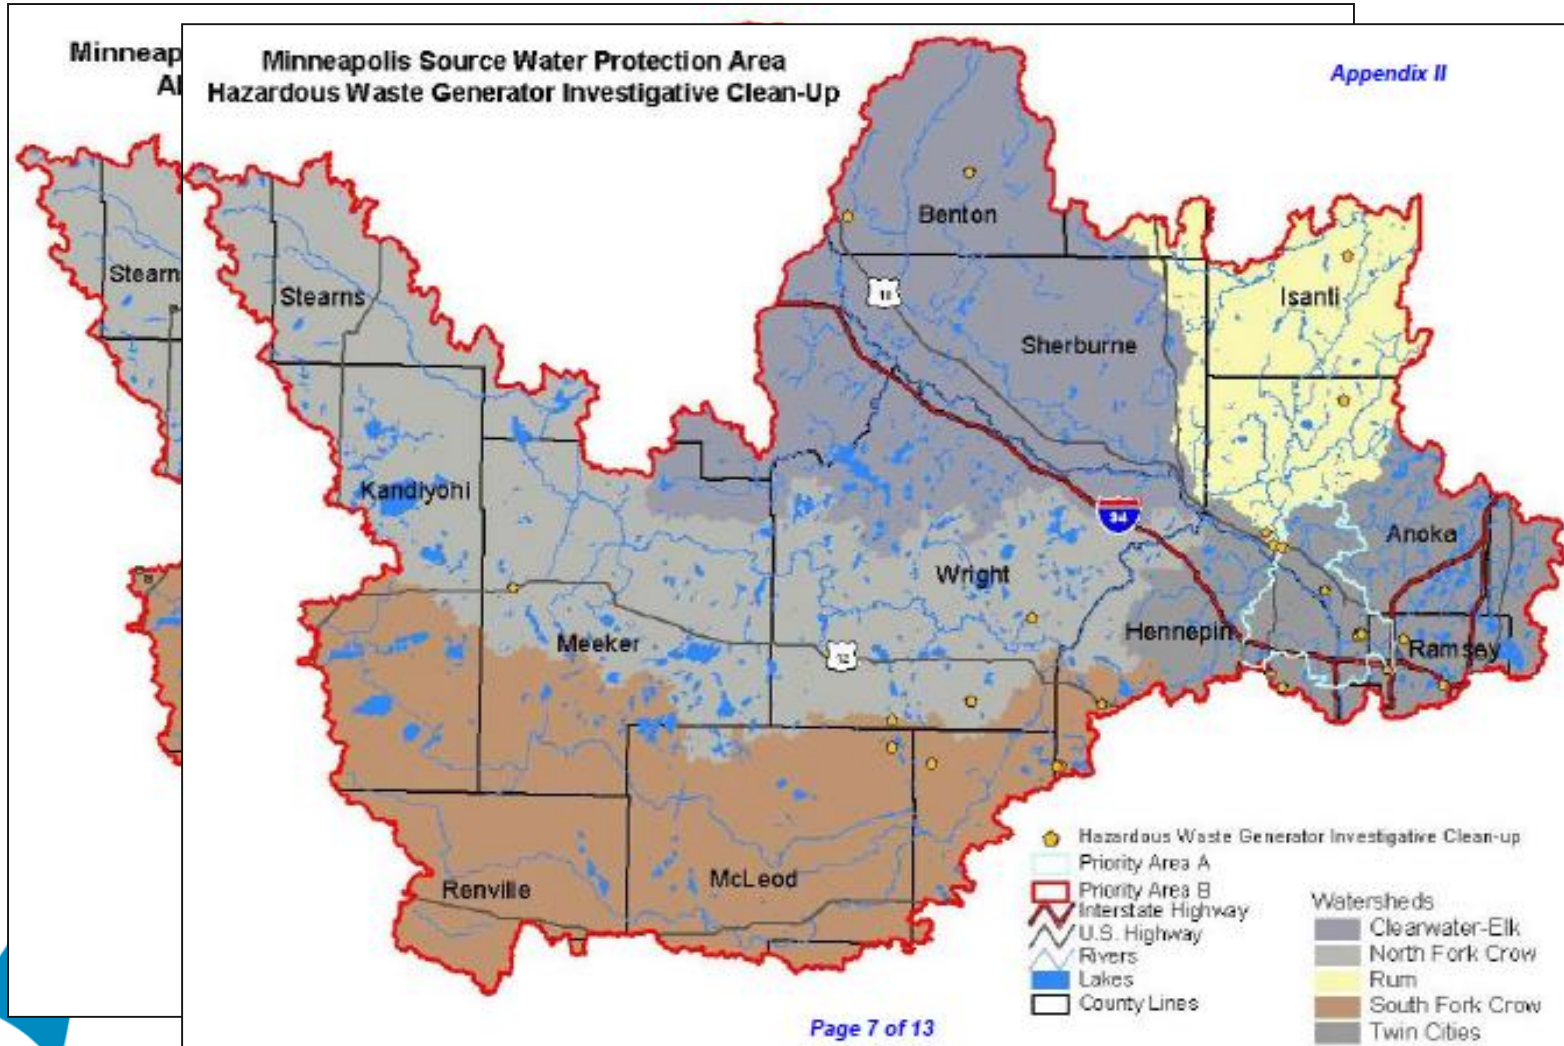 Minneap
Al
Stearn
Minneapolis Source Water Protection Area
Hazardous Waste Generator Investigative Clean-Up
Appendix II
Benton
10
Stearns
Isanti
Sherburne
Kandiyohi
94
Anoka
Wright
Meeker
12
Hennepin
Ramsey
Renville
McLeod
Hazardous Waste Generator Investigative Clean-up
Priority Area A
Priority Area B
Interstate Highway
U.S. Highway
Rivers
Lakes
County Lines
Watersheds
Clearwater-Elk
North Fork Crow
Rum
South Fork Crow
Twin Cities
Page 7 of 13